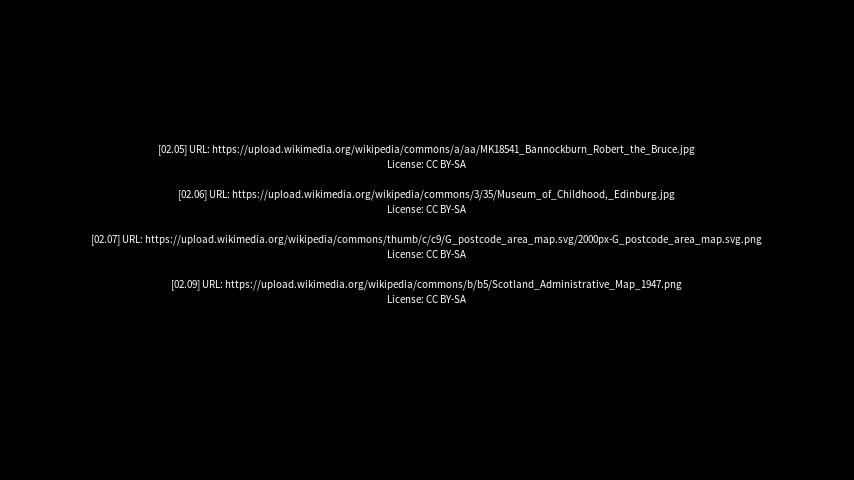 [02.05] URL: https://upload.wikimedia.org/wikipedia/commons/a/aa/MK18541_Bannockburn_Robert_the_Bruce.jpg
License: CC BY-SA
[02.06] URL: https://upload.wikimedia.org/wikipedia/commons/3/35/Museum_of_Childhood,_Edinburg.jpg
License: CC BY-SA
[02.07] URL: https://upload.wikimedia.org/wikipedia/commons/thumb/c/c9/G_postcode_area_map.svg/2000px-G_postcode_area_map.svg.png
License: CC BY-SA
[02.09] URL: https://upload.wikimedia.org/wikipedia/commons/b/b5/Scotland_Administrative_Map_1947.png
License: CC BY-SA